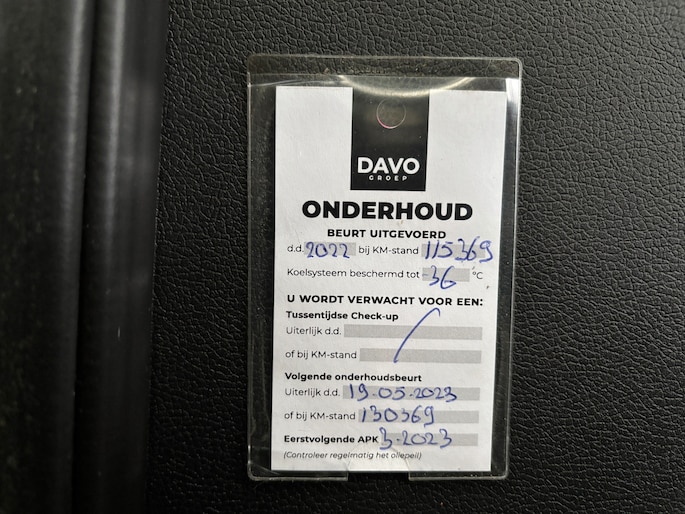 DAVO
GROEP
ONDERHOUD
BEURT UITGEVOERD
d.d. 2022 bij KM-stand 115369
Koelsysteem beschermd tot -36 °C
U WORDT VERWACHT VOOR EEN:
Tussentijdse Check-up
Uiterlijk d.d.
of bij KM-stand
Volgende onderhoudsbeurt
Uiterlijk d.d. 19-05-2023
of bij KM-stand 130369
Eerstvolgende APK 3-2023
(Controleer regelmatig het oliepeil)